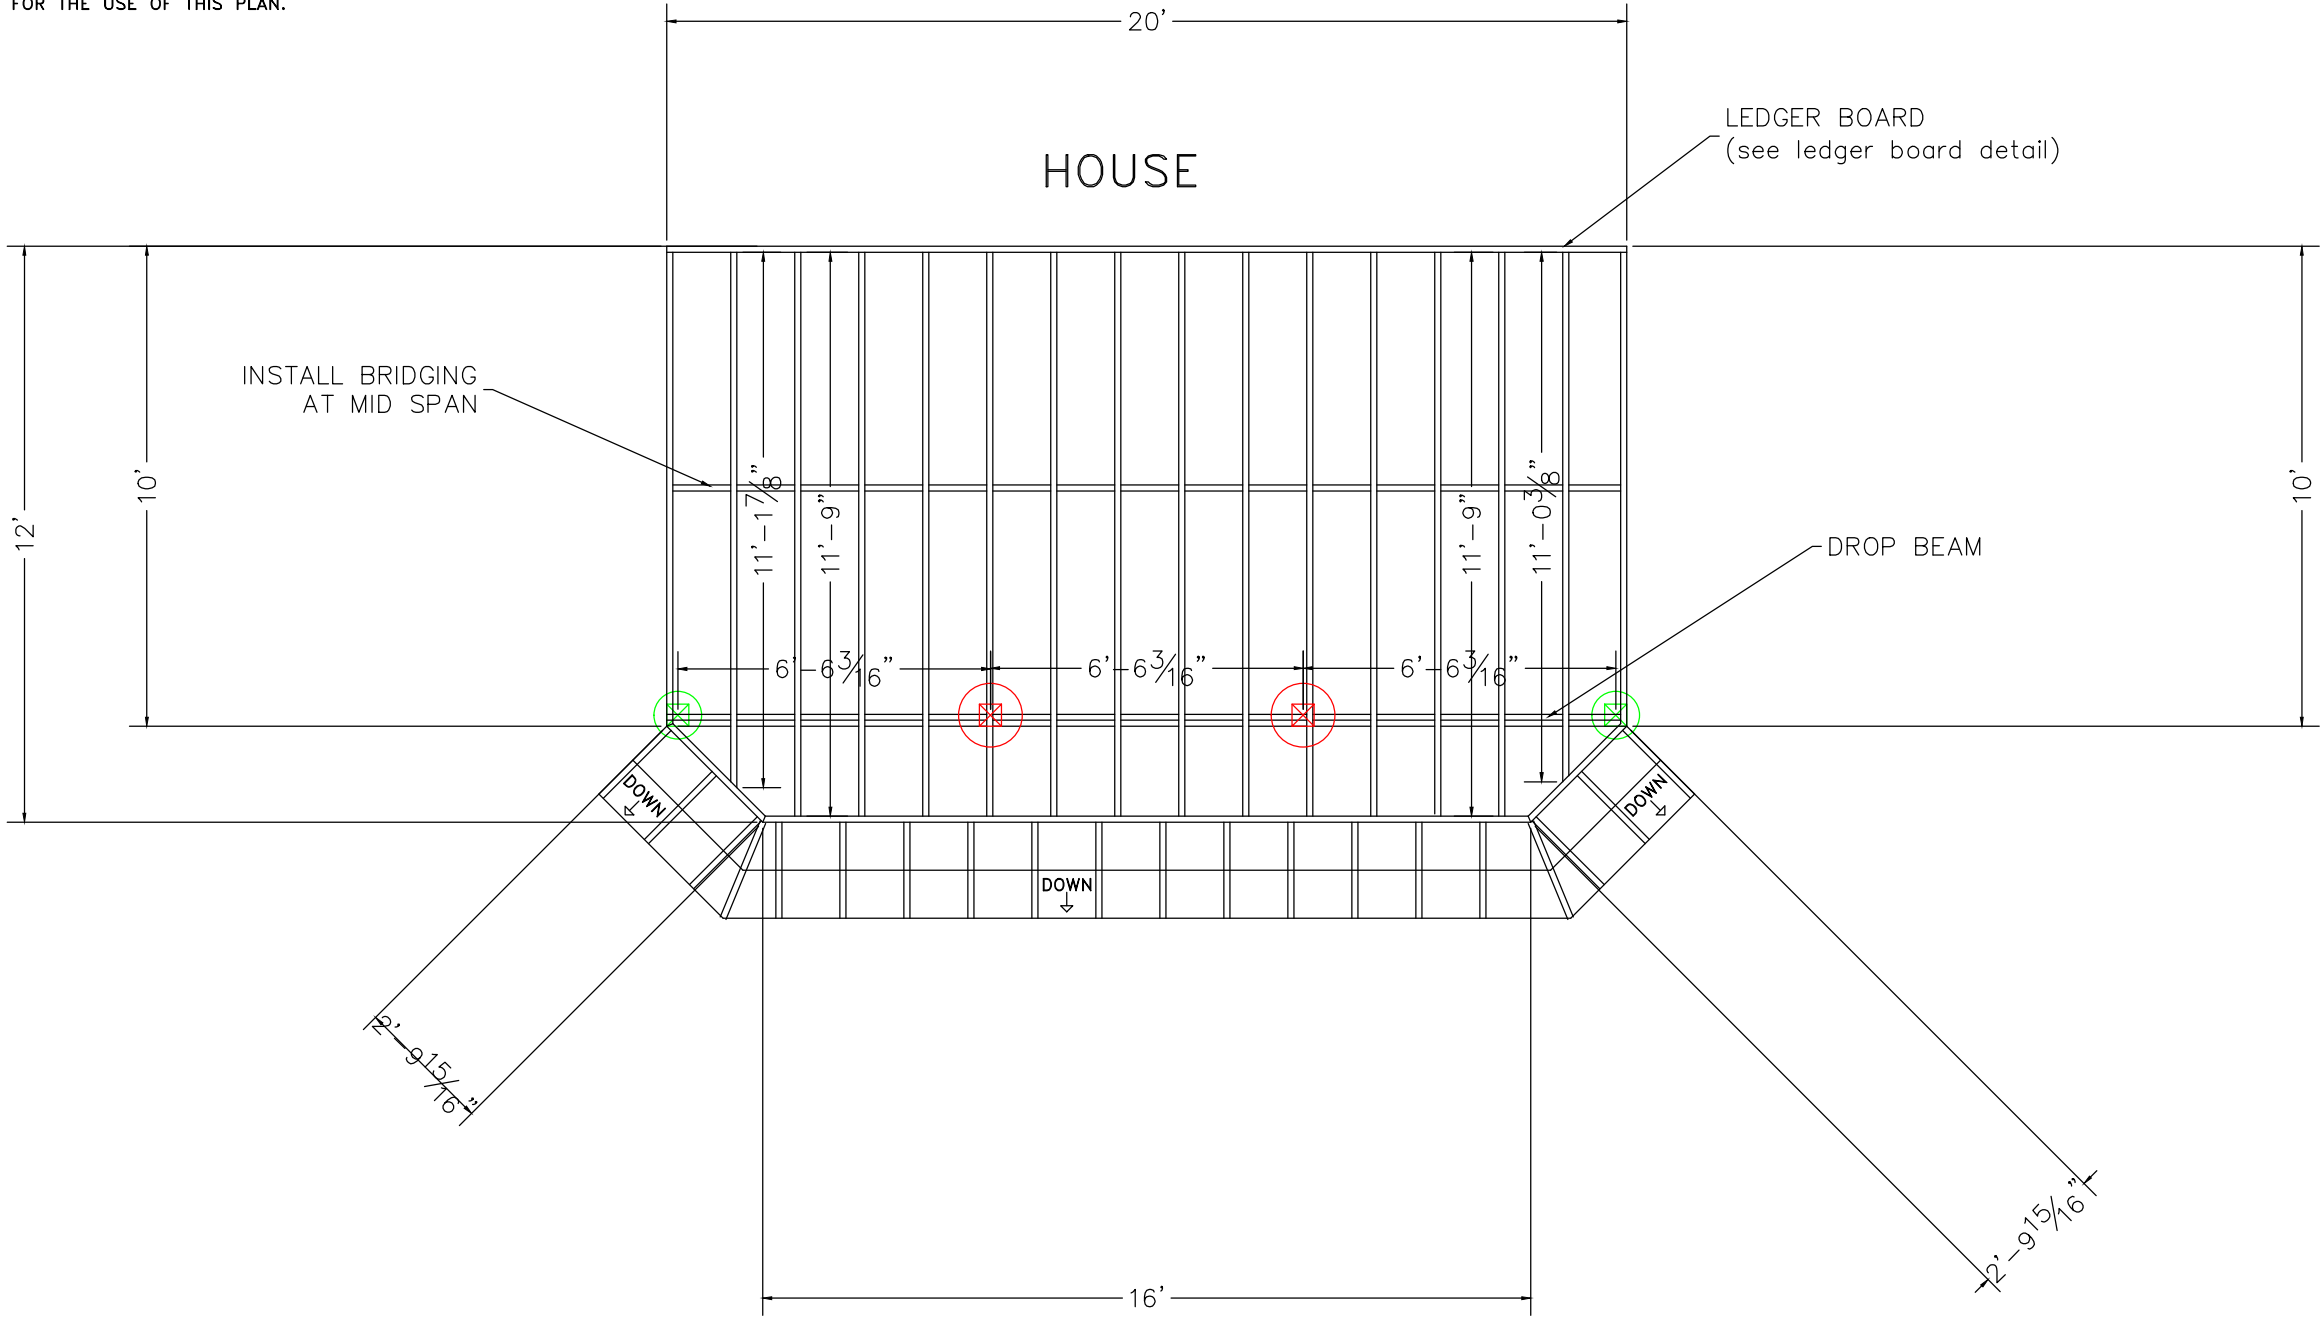 FOR THE USE OF THIS PLAN.
20'
LEDGER BOARD
(see ledger board detail)
HOUSE
INSTALL BRIDGING
AT MID SPAN
12'
10'
11'-1 7/8"
11'-9"
11'-9"
11'-0 3/8"
10'
DROP BEAM
6'-6 3/16"
6'-6 3/16"
6'-6 3/16"
DOWN
DOWN
DOWN
2'-9 15/16"
2'-9 15/16"
16'